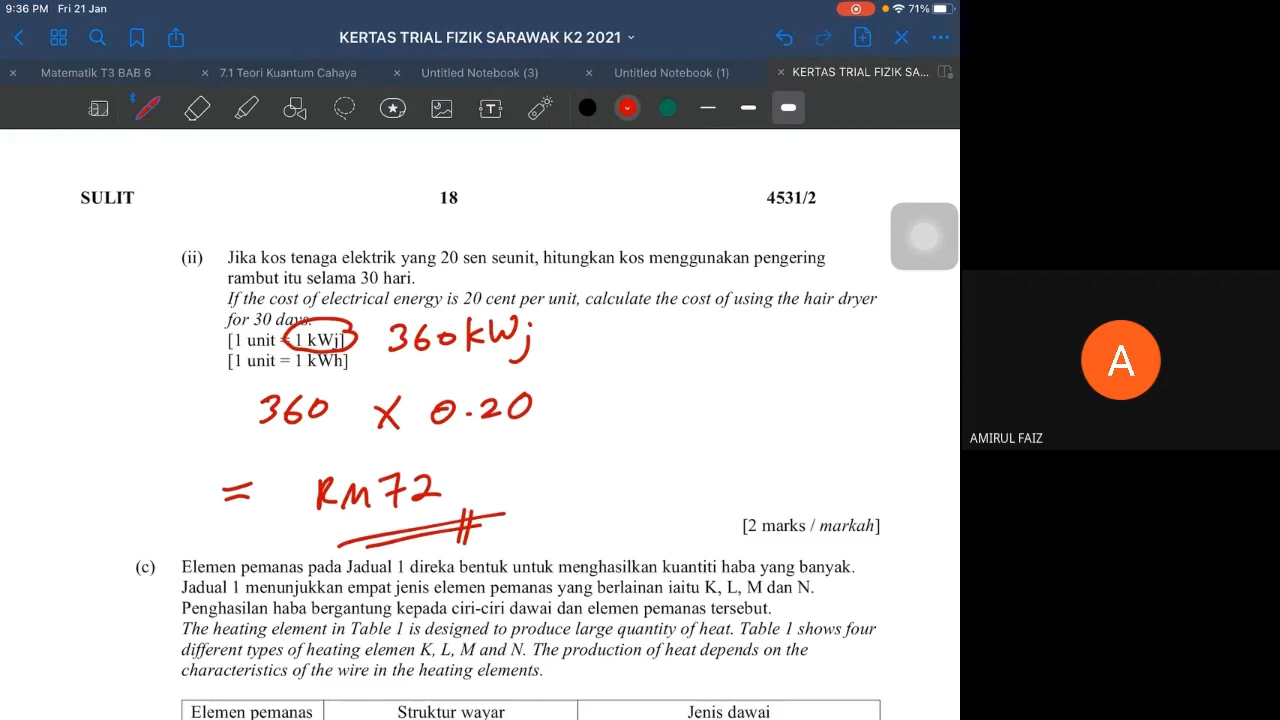 9:36 PM Fri 21 Jan 71%
KERTAS TRIAL FIZIK SARAWAK K2 2021
Matematik T3 BAB 6 7.1 Teori Kuantum Cahaya Untitled Notebook (3) Untitled Notebook (1) KERTAS TRIAL FIZIK SA...
SULIT 18 4531/2
(ii) Jika kos tenaga elektrik yang 20 sen seunit, hitungkan kos menggunakan pengering
rambut itu selama 30 hari.
If the cost of electrical energy is 20 cent per unit, calculate the cost of using the hair dryer
for 30 days.
[1 unit = 1 kWj] 360kWj
[1 unit = 1 kWh]
360 X 0.20
= RM72
[2 marks / markah]
(c) Elemen pemanas pada Jadual 1 direka bentuk untuk menghasilkan kuantiti haba yang banyak.
Jadual 1 menunjukkan empat jenis elemen pemanas yang berlainan iaitu K, L, M dan N.
Penghasilan haba bergantung kepada ciri-ciri dawai dan elemen pemanas tersebut.
The heating element in Table 1 is designed to produce large quantity of heat. Table 1 shows four
different types of heating elemen K, L, M and N. The production of heat depends on the
characteristics of the wire in the heating elements.
Elemen pemanas Struktur wayar Jenis dawai
A
AMIRUL FAIZ